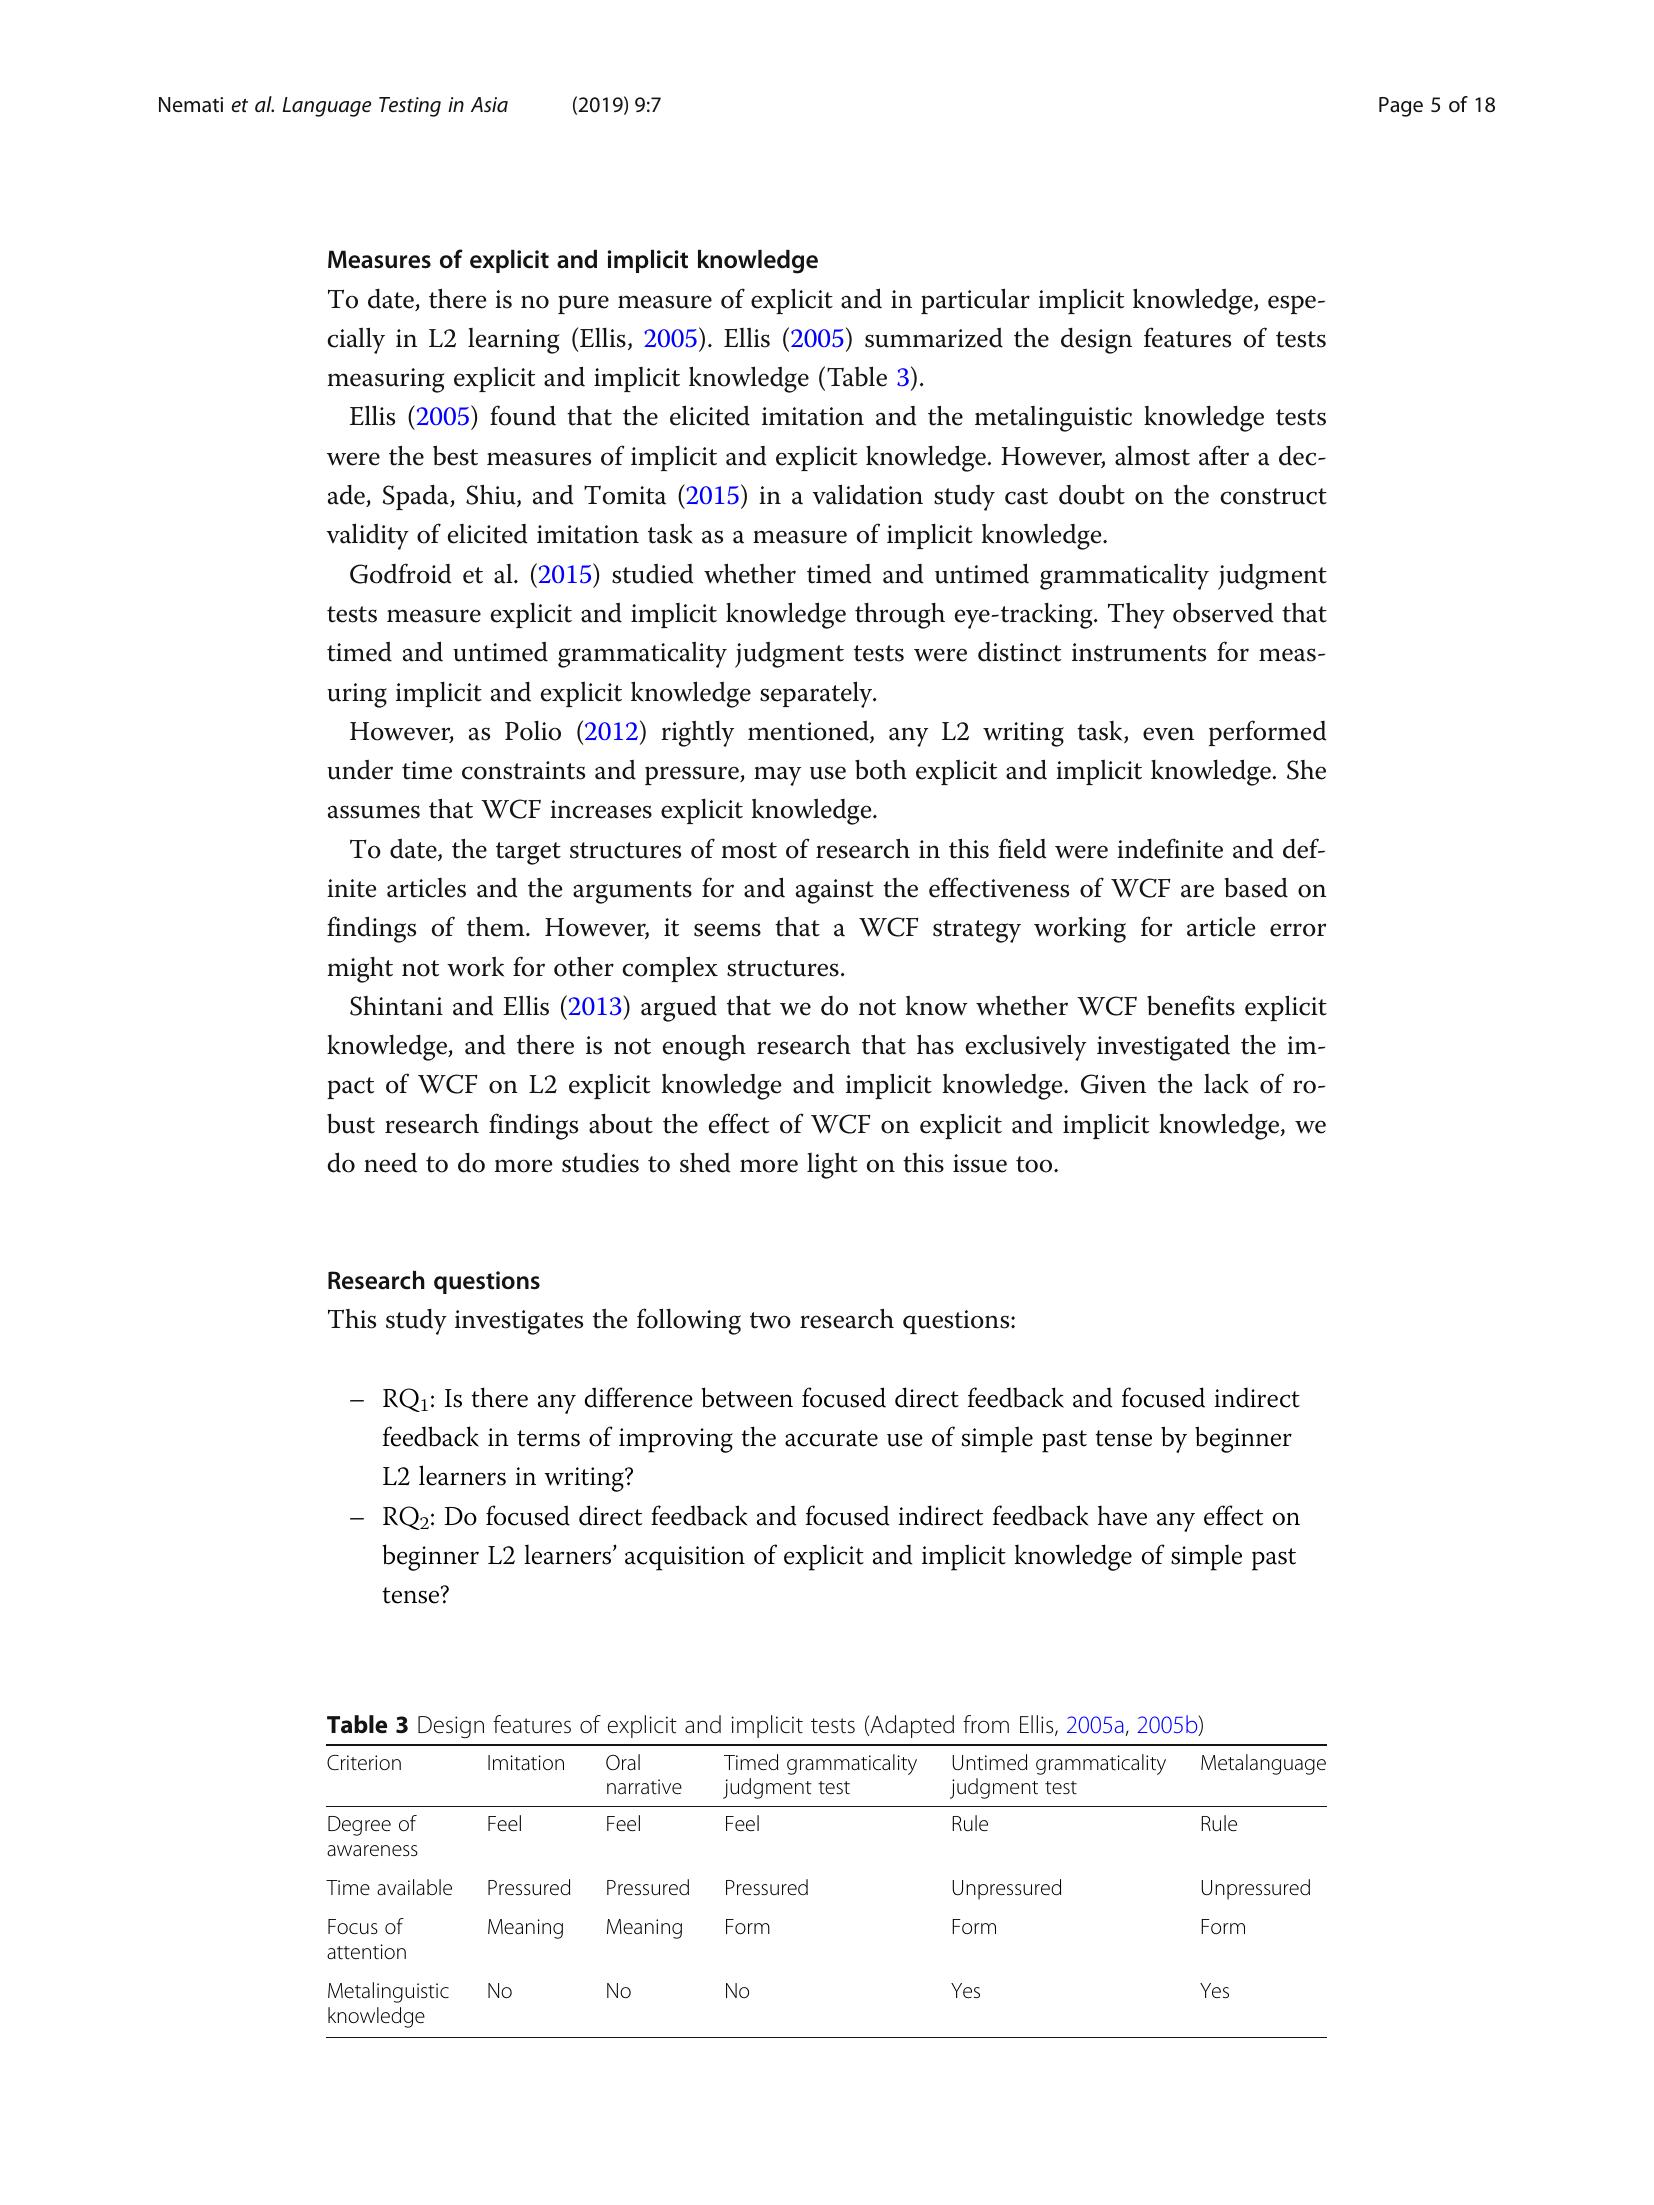 Nemati et al. Language Testing in Asia (2019) 9:7 Page 5 of 18
Measures of explicit and implicit knowledge
To date, there is no pure measure of explicit and in particular implicit knowledge, espe-
cially in L2 learning (Ellis, 2005). Ellis (2005) summarized the design features of tests
measuring explicit and implicit knowledge (Table 3).
Ellis (2005) found that the elicited imitation and the metalinguistic knowledge tests
were the best measures of implicit and explicit knowledge. However, almost after a dec-
ade, Spada, Shiu, and Tomita (2015) in a validation study cast doubt on the construct
validity of elicited imitation task as a measure of implicit knowledge.
Godfroid et al. (2015) studied whether timed and untimed grammaticality judgment
tests measure explicit and implicit knowledge through eye-tracking. They observed that
timed and untimed grammaticality judgment tests were distinct instruments for meas-
uring implicit and explicit knowledge separately.
However, as Polio (2012) rightly mentioned, any L2 writing task, even performed
under time constraints and pressure, may use both explicit and implicit knowledge. She
assumes that WCF increases explicit knowledge.
To date, the target structures of most of research in this field were indefinite and def-
inite articles and the arguments for and against the effectiveness of WCF are based on
findings of them. However, it seems that a WCF strategy working for article error
might not work for other complex structures.
Shintani and Ellis (2013) argued that we do not know whether WCF benefits explicit
knowledge, and there is not enough research that has exclusively investigated the im-
pact of WCF on L2 explicit knowledge and implicit knowledge. Given the lack of ro-
bust research findings about the effect of WCF on explicit and implicit knowledge, we
do need to do more studies to shed more light on this issue too.
Research questions
This study investigates the following two research questions:
– RQ1: Is there any difference between focused direct feedback and focused indirect
feedback in terms of improving the accurate use of simple past tense by beginner
L2 learners in writing?
– RQ2: Do focused direct feedback and focused indirect feedback have any effect on
beginner L2 learners’ acquisition of explicit and implicit knowledge of simple past
tense?
Table 3 Design features of explicit and implicit tests (Adapted from Ellis, 2005a, 2005b)
Criterion Imitation Oral Timed grammaticality Untimed grammaticality Metalanguage
narrative judgment test judgment test
Degree of Feel Feel Feel Rule Rule
awareness
Time available Pressured Pressured Pressured Unpressured Unpressured
Focus of Meaning Meaning Form Form Form
attention
Metalinguistic No No No Yes Yes
knowledge